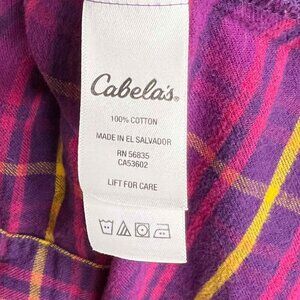 Cabela's®
100% COTTON
MADE IN EL SALVADOR
RN 56835
CA53602
LIFT FOR CARE